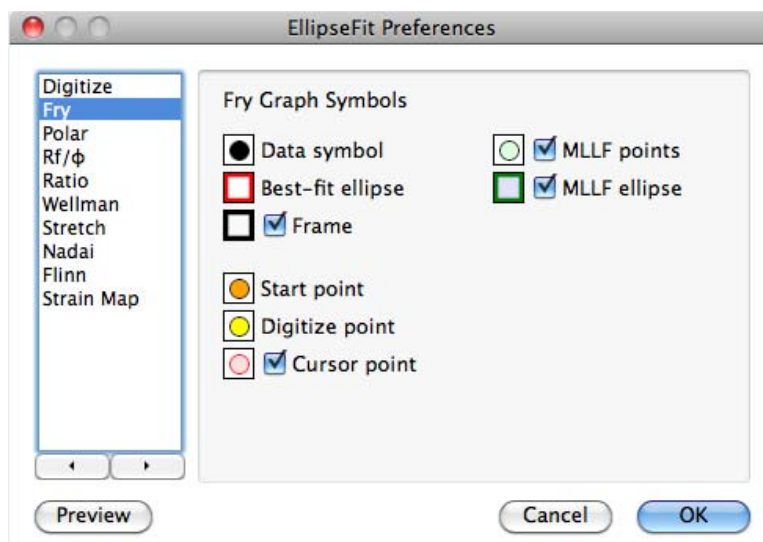 EllipseFit Preferences
Digitize
Fry
Polar
Rf/ϕ
Ratio
Wellman
Stretch
Nadai
Flinn
Strain Map
Fry Graph Symbols
Data symbol
MLLF points
Best-fit ellipse
MLLF ellipse
Frame
Start point
Digitize point
Cursor point
Preview
Cancel
OK